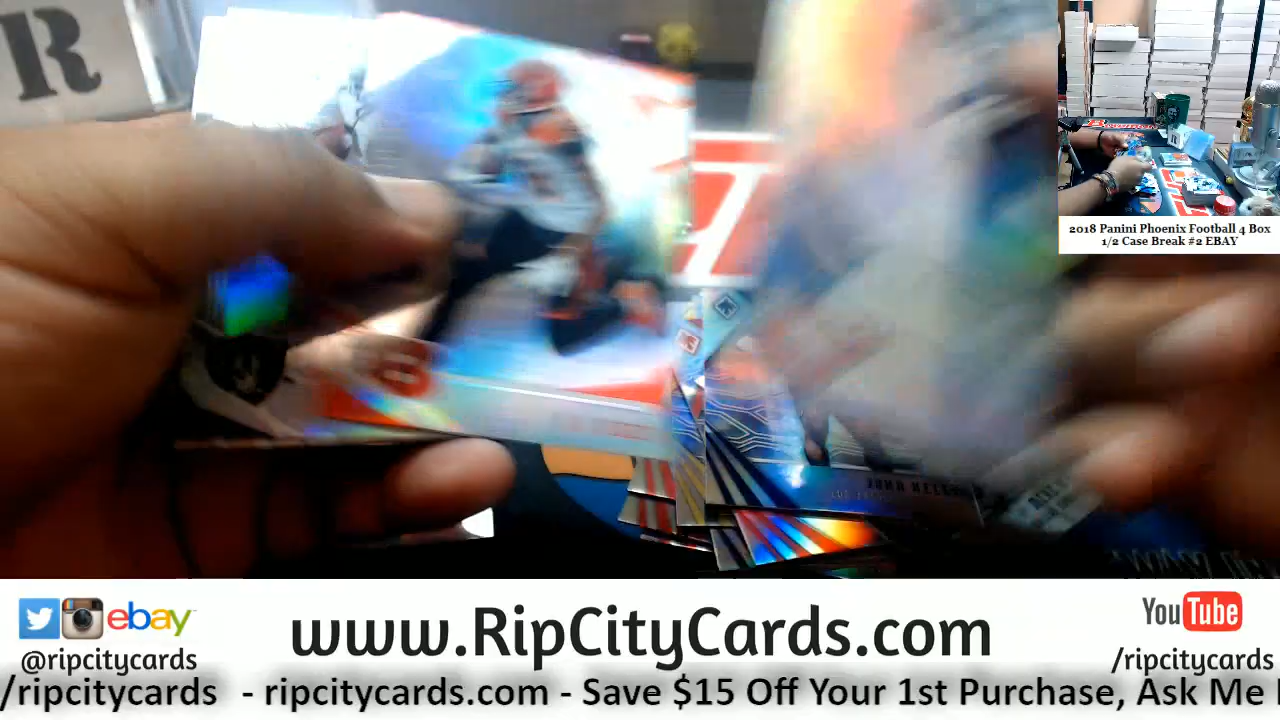 R
2018 Panini Phoenix Football 4 Box
1/2 Case Break #2 EBAY
ebay
@ripcitycards
www.RipCityCards.com
YouTube
/ripcitycards
/ripcitycards - ripcitycards.com - Save $15 Off Your 1st Purchase, Ask Me